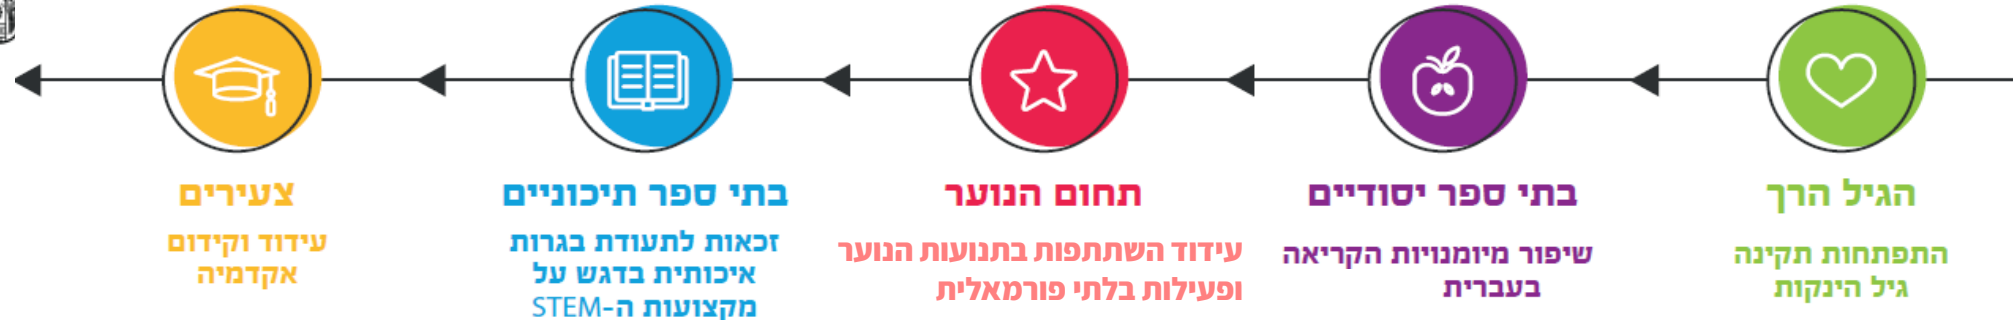 הגיל הרך
התפתחות תקינה
גיל הינקות
בתי ספר יסודיים
שיפור מיומנויות הקריאה
בעברית
תחום הנוער
עידוד השתתפות בתנועות הנוער
ופעילות בלתי פורמאלית
בתי ספר תיכוניים
זכאות לתעודת בגרות
איכותית בדגש על
מקצועות ה-STEM
צעירים
עידוד וקידום
אקדמיה